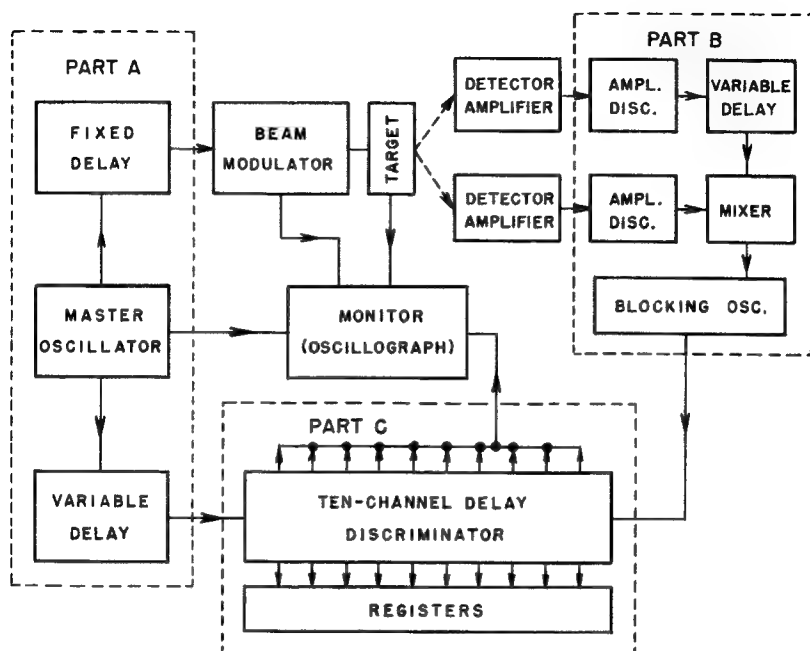 PART A
FIXED
DELAY
MASTER
OSCILLATOR
VARIABLE
DELAY
BEAM
MODULATOR
TARGET
DETECTOR
AMPLIFIER
DETECTOR
AMPLIFIER
MONITOR
(OSCILLOGRAPH)
PART B
AMPL.
DISC.
VARIABLE
DELAY
AMPL.
DISC.
MIXER
BLOCKING OSC.
PART C
TEN-CHANNEL DELAY
DISCRIMINATOR
REGISTERS